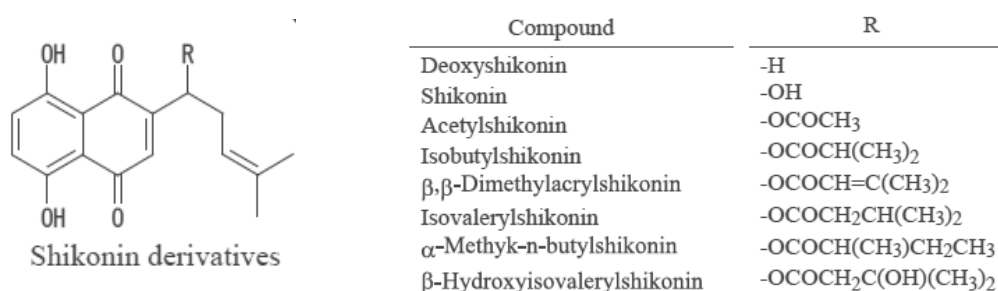 OH O R
OH O
Shikonin derivatives
Compound R
Deoxyshikonin -H
Shikonin -OH
Acetylshikonin -OCOCH3
Isobutylshikonin -OCOCH(CH3)2
β,β-Dimethylacrylshikonin -OCOCH=C(CH3)2
Isovalerylshikonin -OCOCH2CH(CH3)2
α-Methyk-n-butylshikonin -OCOCH(CH3)CH2CH3
β-Hydroxyisovalerylshikonin -OCOCH2C(OH)(CH3)2